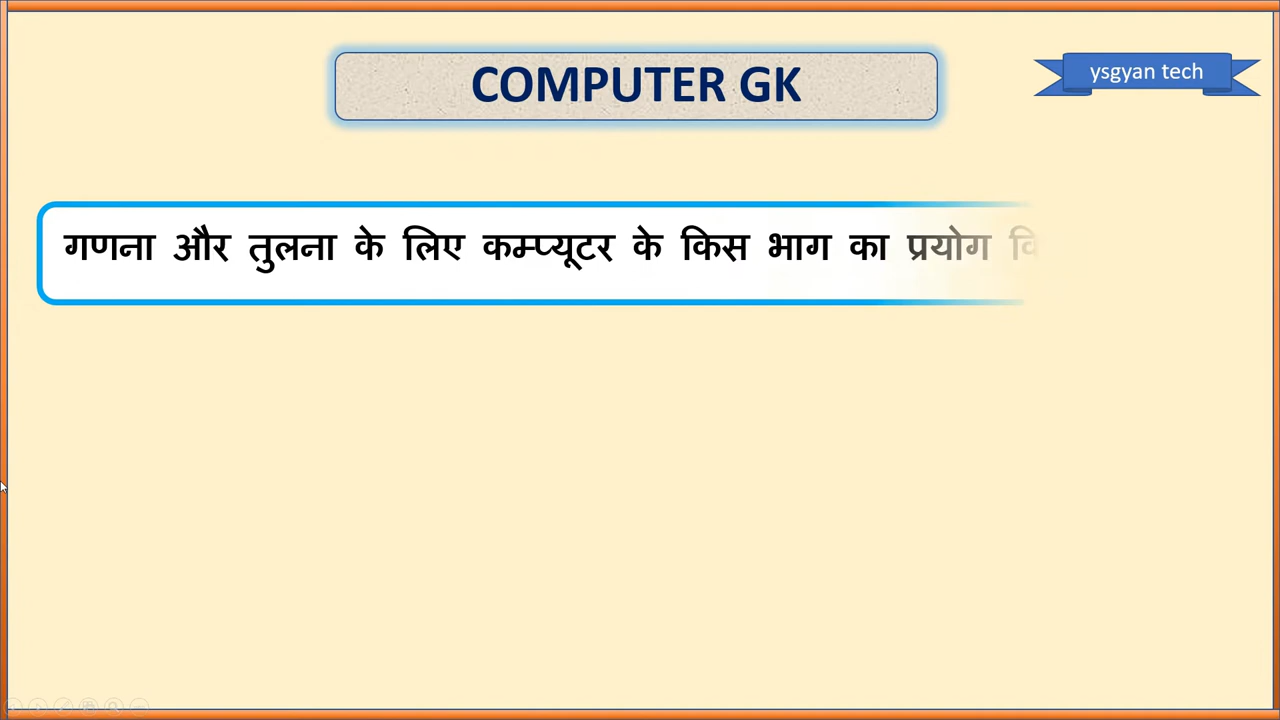 COMPUTER GK
ysgyan tech
गणना और तुलना के लिए कम्प्यूटर के किस भाग का प्रयोग